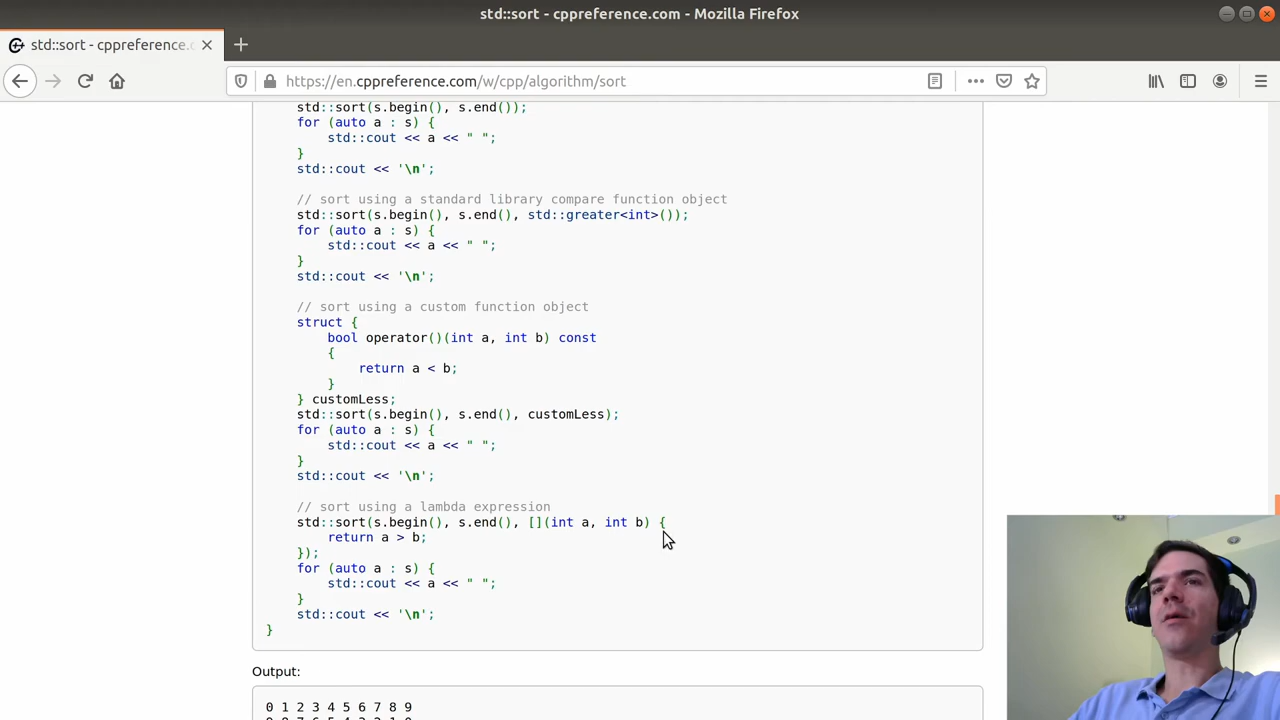 std::sort - cppreference.com - Mozilla Firefox
std::sort - cppreference.c
https://en.cppreference.com/w/cpp/algorithm/sort
std::sort(s.begin(), s.end());
for (auto a : s) {
std::cout << a << " ";
}
std::cout << '\n';
// sort using a standard library compare function object
std::sort(s.begin(), s.end(), std::greater<int>());
for (auto a : s) {
std::cout << a << " ";
}
std::cout << '\n';
// sort using a custom function object
struct {
bool operator()(int a, int b) const
{
return a < b;
}
} customLess;
std::sort(s.begin(), s.end(), customLess);
for (auto a : s) {
std::cout << a << " ";
}
std::cout << '\n';
// sort using a lambda expression
std::sort(s.begin(), s.end(), [](int a, int b) {
return a > b;
});
for (auto a : s) {
std::cout << a << " ";
}
std::cout << '\n';
}
Output:
0 1 2 3 4 5 6 7 8 9